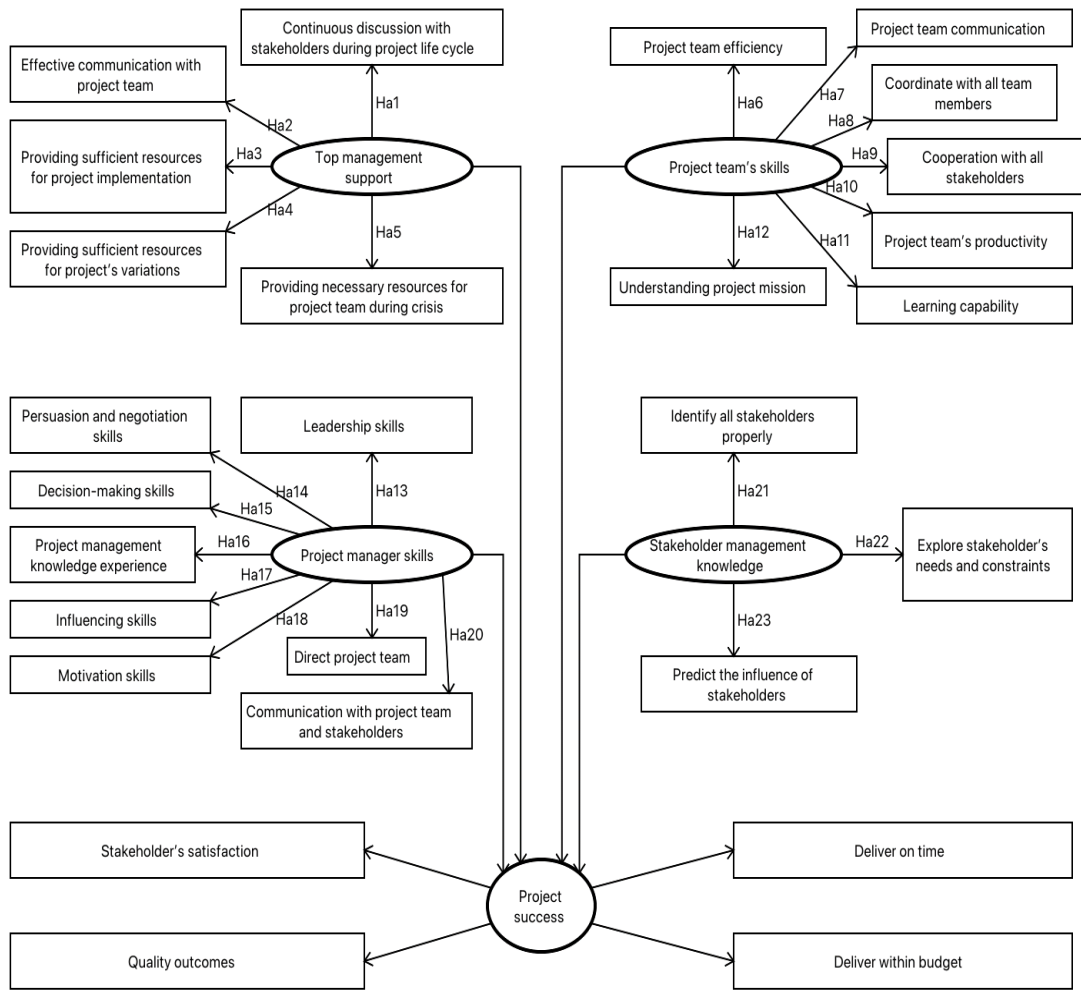 Continuous discussion with
stakeholders during project life cycle
Effective communication with
project team
Ha1
Ha2
Providing sufficient resources
for project implementation
Ha3
Top management
support
Ha4
Providing sufficient resources
for project's variations
Ha5
Providing necessary resources for
project team during crisis
Project team efficiency
Project team communication
Ha6
Ha7
Coordinate with all team
members
Ha8
Project team's skills
Ha9
Cooperation with all
stakeholders
Ha10
Project team's productivity
Ha12
Ha11
Understanding project mission
Learning capability
Persuasion and negotiation
skills
Leadership skills
Ha14
Ha13
Decision-making skills
Ha15
Project management
knowledge experience
Ha16
Project manager skills
Ha17
Influencing skills
Ha18
Ha19
Ha20
Motivation skills
Direct project team
Communication with project team
and stakeholders
Identify all stakeholders
properly
Ha21
Stakeholder management
knowledge
Ha22
Explore stakeholder's
needs and constraints
Ha23
Predict the influence of
stakeholders
Stakeholder's satisfaction
Deliver on time
Project
success
Quality outcomes
Deliver within budget